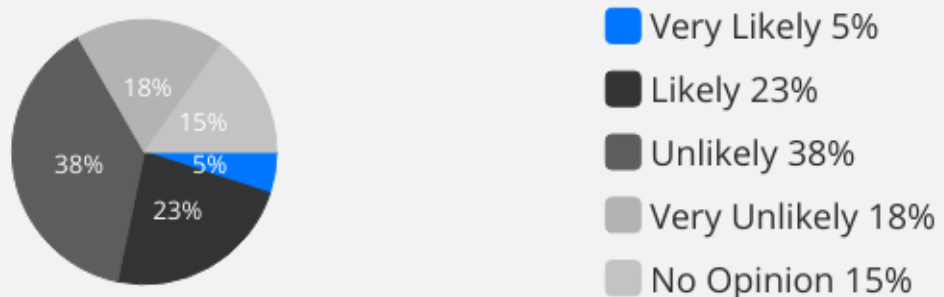 18%
15%
38%
5%
23%
Very Likely 5%
Likely 23%
Unlikely 38%
Very Unlikely 18%
No Opinion 15%